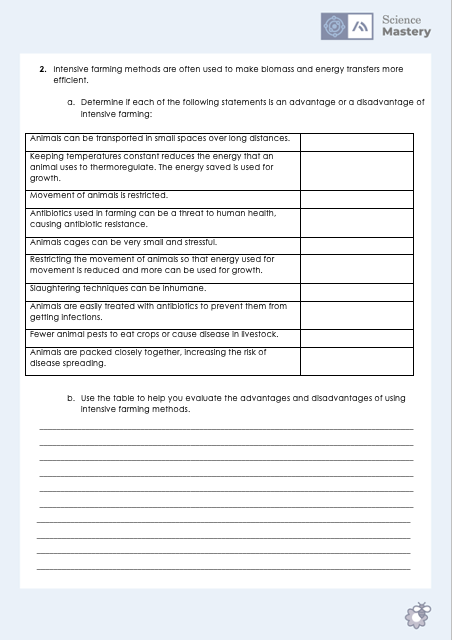 Science
Mastery
2. Intensive farming methods are often used to make biomass and energy transfers more
efficient.
a. Determine if each of the following statements is an advantage or a disadvantage of
intensive farming:
Animals can be transported in small spaces over long distances.
Keeping temperatures constant reduces the energy that an
animal uses to thermoregulate. The energy saved is used for
growth.
Movement of animals is restricted.
Antibiotics used in farming can be a threat to human health,
causing antibiotic resistance.
Animals cages can be very small and stressful.
Restricting the movement of animals so that energy used for
movement is reduced and more can be used for growth.
Slaughtering techniques can be inhumane.
Animals are easily treated with antibiotics to prevent them from
getting infections.
Fewer animal pests to eat crops or cause disease in livestock.
Animals are packed closely together, increasing the risk of
disease spreading.
b. Use the table to help you evaluate the advantages and disadvantages of using
intensive farming methods.